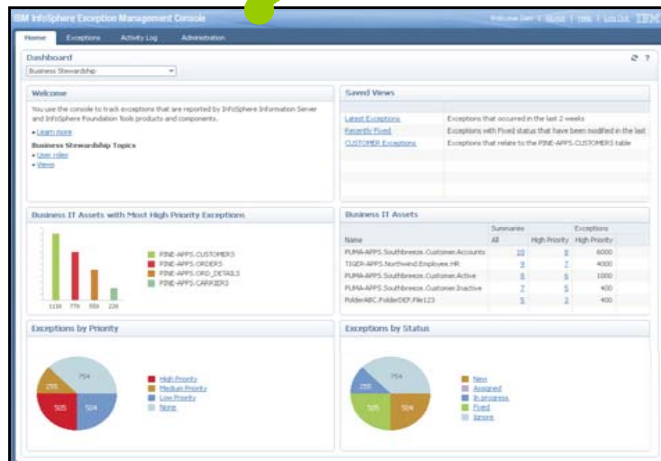 IBM InfoSphere Exception Management Console
Welcome Dan | About | Help | Log Out IBM
Home Exceptions Activity Log Administration
Dashboard
Business Stewardship
Welcome
You use the console to track exceptions that are reported by InfoSphere Information Server
and InfoSphere Foundation Tools products and components.
• Learn more
Business Stewardship Topics
• User roles
• Views
Saved Views
Latest Exceptions Exceptions that occurred in the last 2 weeks
Recently Fixed Exceptions with Fixed status that have been modified in the last
CUSTOMER Exceptions Exceptions that relate to the PINE-APPS.CUSTOMERS table
Business IT Assets with Most High Priority Exceptions
PINE-APPS.CUSTOMERS
PINE-APPS.ORDERS
PINE-APPS.ORD_DETAILS
PINE-APPS.CARRIERS
1110 770 550 220
Business IT Assets
Summaries Exceptions
Name All High Priority High Priority
PUMA-APPS.Southbreeze.Customer.Accounts 10 8 6000
TIGER-APPS.Northwind.Employee.HR 9 7 4000
PUMA-APPS.Southbreeze.Customer.Active 8 6 1000
PUMA-APPS.Southbreeze.Customer.Inactive 7 5 400
FolderABC.FolderDEF.File123 5 3 400
Exceptions by Priority
754
255
505 504
High Priority
Medium Priority
Low Priority
None
Exceptions by Status
754
255
505 504
New
Assigned
In progress
Fixed
Ignore